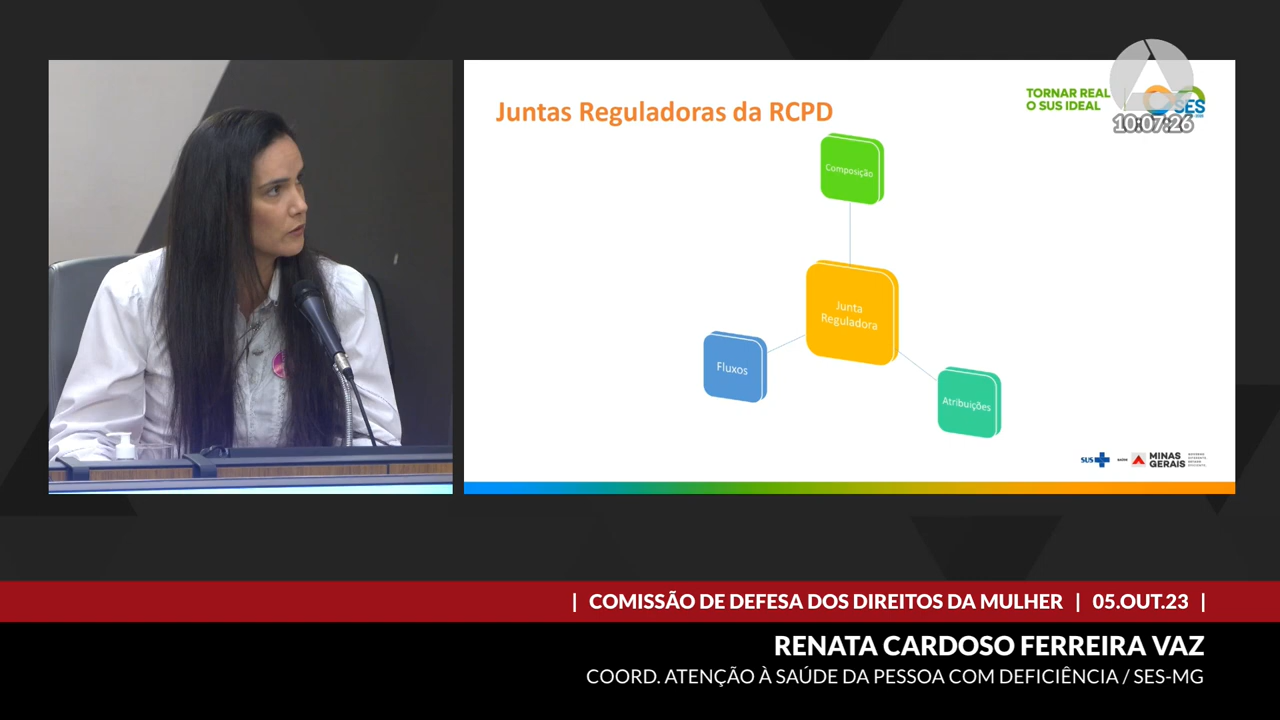 Juntas Reguladoras da RCPD
TORNAR REAL
O SUS IDEAL
SES
10:07:26
Composição
Junta
Reguladora
Fluxos
Atribuições
SUS
MINAS
GERAIS
| COMISSÃO DE DEFESA DOS DIREITOS DA MULHER | 05.OUT.23 |
RENATA CARDOSO FERREIRA VAZ
COORD. ATENÇÃO À SAÚDE DA PESSOA COM DEFICIÊNCIA / SES-MG